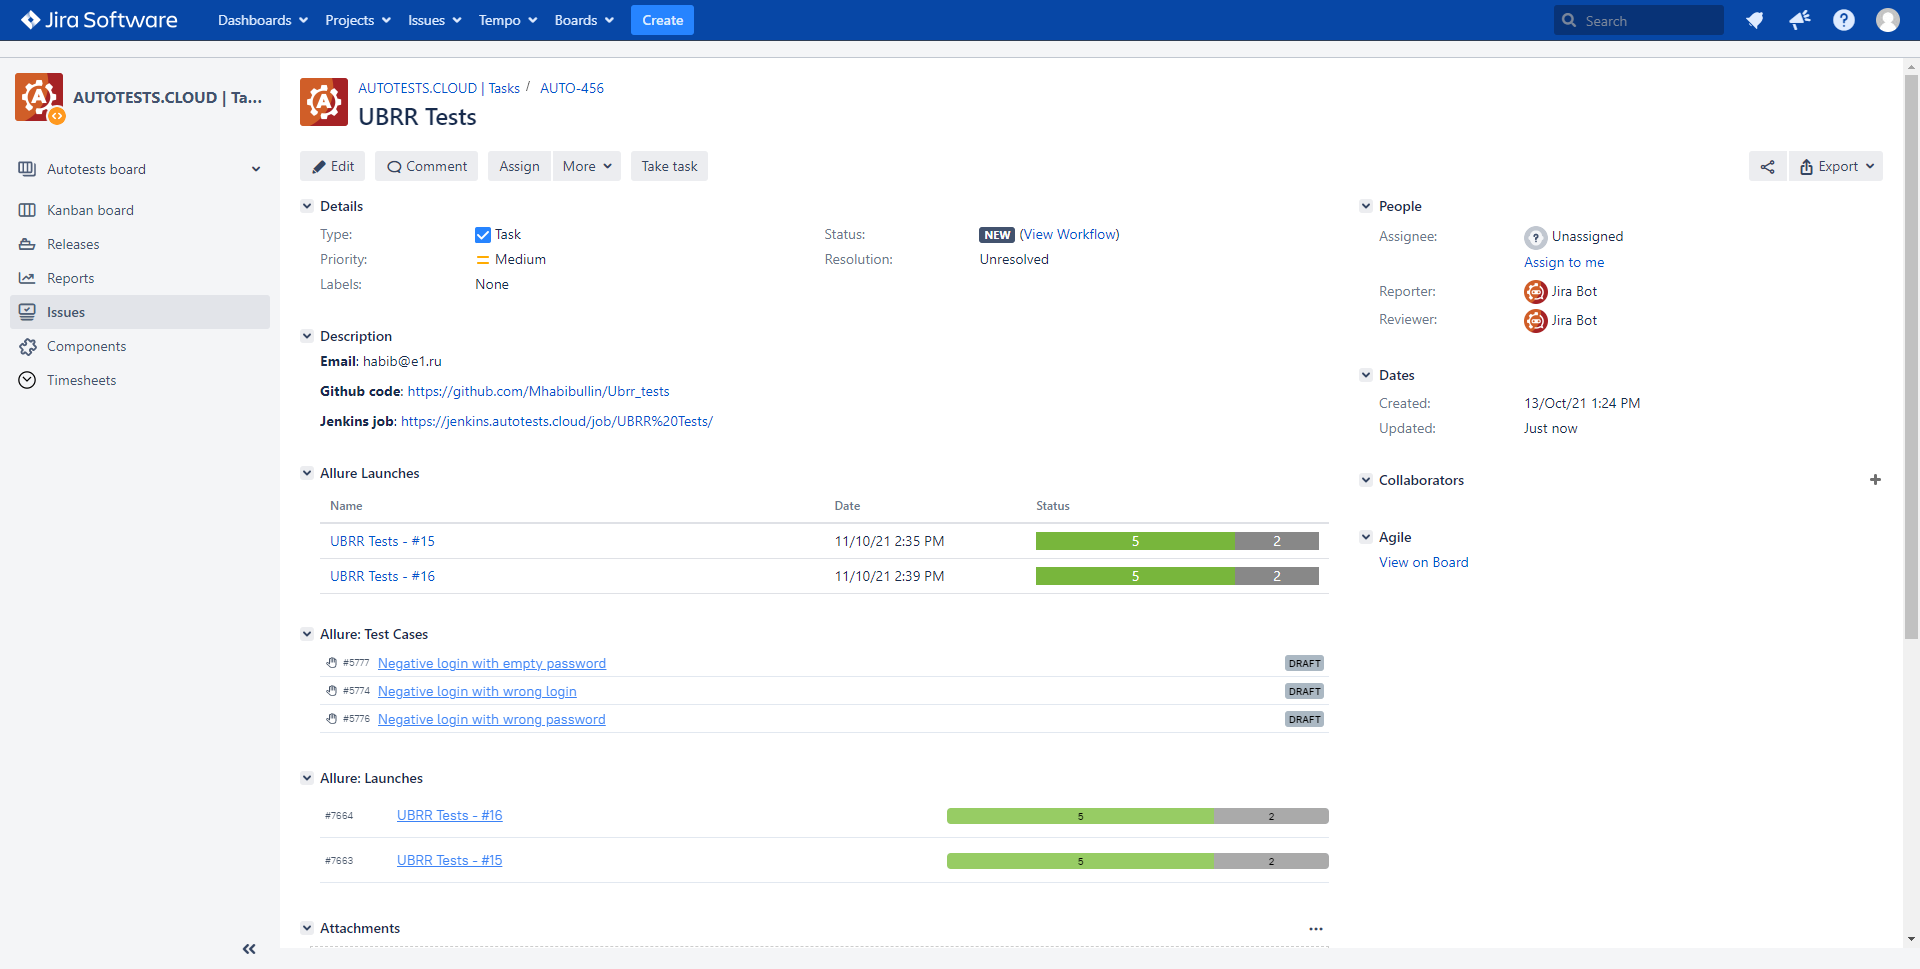 Jira Software Dashboards Projects Issues Tempo Boards Create Search
AUTOTESTS.CLOUD | Ta...
Autotests board
Kanban board
Releases
Reports
Issues
Components
Timesheets
AUTOTESTS.CLOUD | Tasks / AUTO-456
UBRR Tests
Edit Comment Assign More Take task Export
Details
Type: Task Status: NEW (View Workflow)
Priority: Medium Resolution: Unresolved
Labels: None
Description
Email: habib@e1.ru
Github code: https://github.com/Mhabibullin/Ubrr_tests
Jenkins job: https://jenkins.autotests.cloud/job/UBRR%20Tests/
Allure Launches
Name Date Status
UBRR Tests - #15 11/10/21 2:35 PM 5 2
UBRR Tests - #16 11/10/21 2:39 PM 5 2
Allure: Test Cases
#5777 Negative login with empty password DRAFT
#5774 Negative login with wrong login DRAFT
#5776 Negative login with wrong password DRAFT
Allure: Launches
#7664 UBRR Tests - #16 5 2
#7663 UBRR Tests - #15 5 2
Attachments
People
Assignee: Unassigned
Assign to me
Reporter: Jira Bot
Reviewer: Jira Bot
Dates
Created: 13/Oct/21 1:24 PM
Updated: Just now
Collaborators
Agile
View on Board